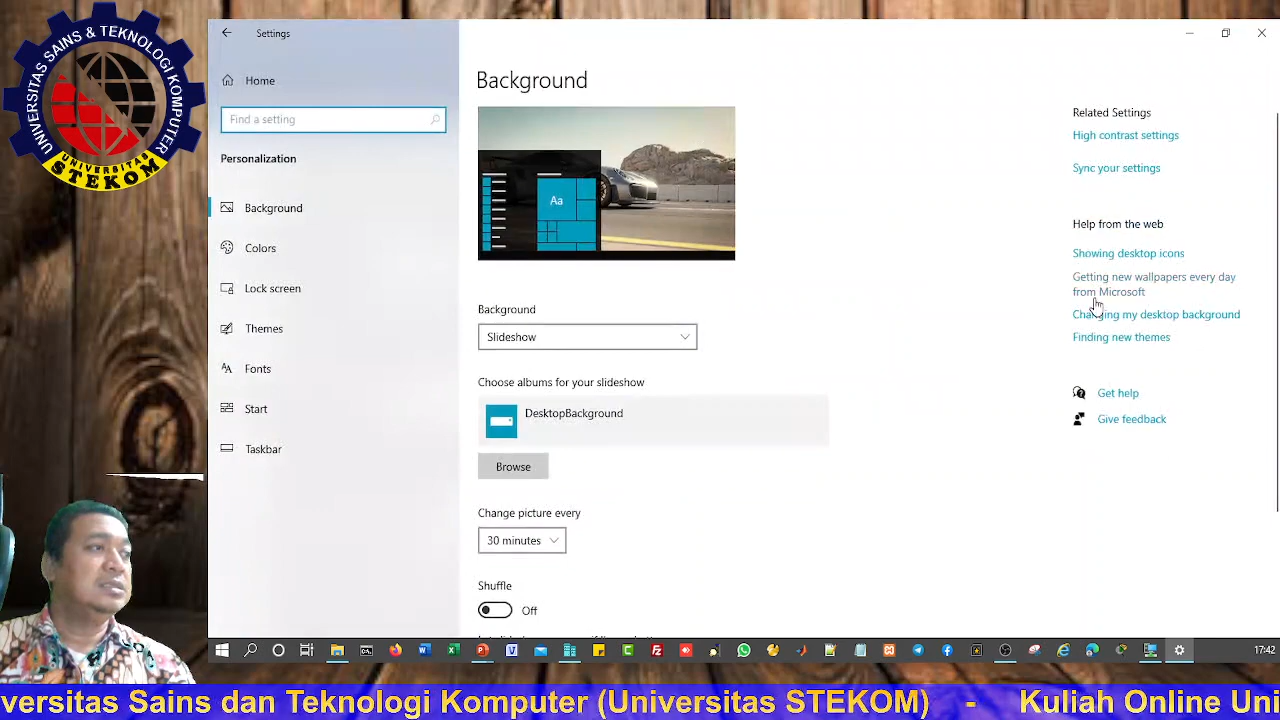 UNIVERSITAS SAINS & TEKNOLOGI KOMPUTER
UNIVERSITAS
STEKOM
Settings
Home
Find a setting
Personalization
Background
Colors
Lock screen
Themes
Fonts
Start
Taskbar
Background
Aa
Background
Slideshow
Choose albums for your slideshow
DesktopBackground
Browse
Change picture every
30 minutes
Shuffle
Off
Related Settings
High contrast settings
Sync your settings
Help from the web
Showing desktop icons
Getting new wallpapers every day
from Microsoft
Changing my desktop background
Finding new themes
Get help
Give feedback
17:42
versitas Sains dan Teknologi Komputer (Universitas STEKOM) - Kuliah Online Uni